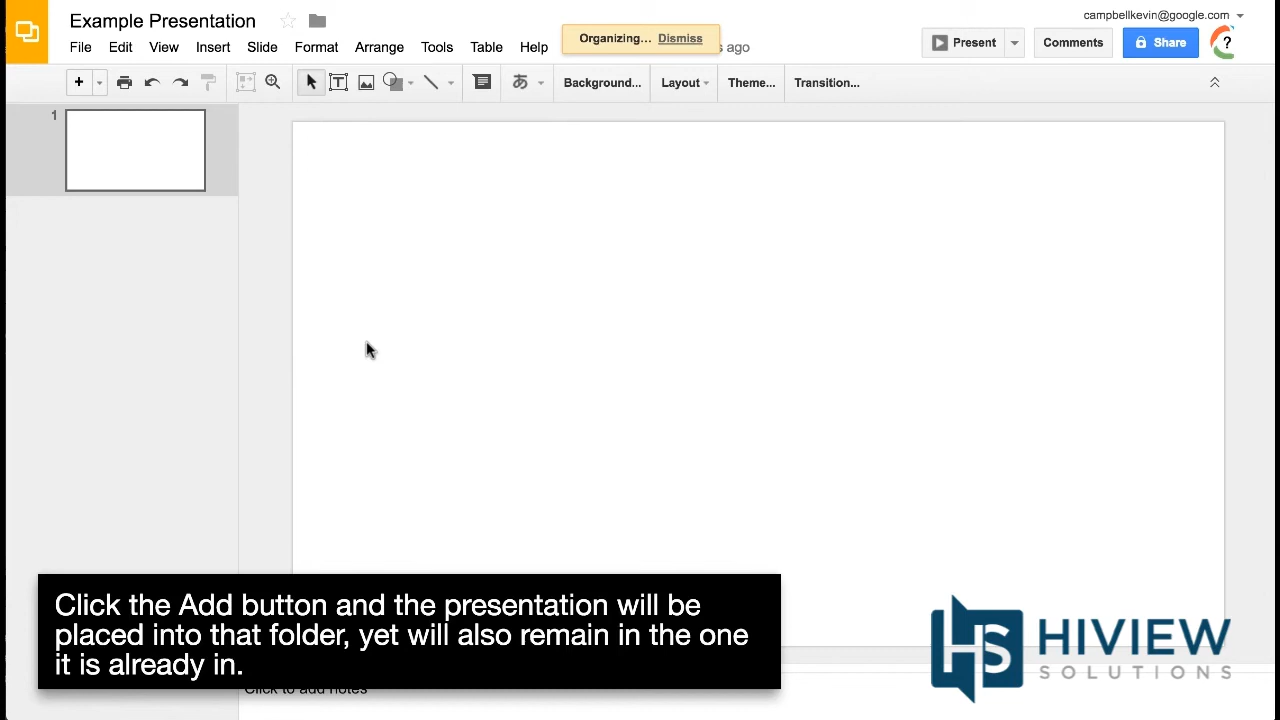 Example Presentation
campbellkevin@google.com
File Edit View Insert Slide Format Arrange Tools Table Help
Organizing... Dismiss
s ago
Present
Comments
Share
?
Background...
Layout
Theme...
Transition...
1
Click the Add button and the presentation will be
placed into that folder, yet will also remain in the one
it is already in.
Click to add notes
HS
HIVIEW
SOLUTIONS